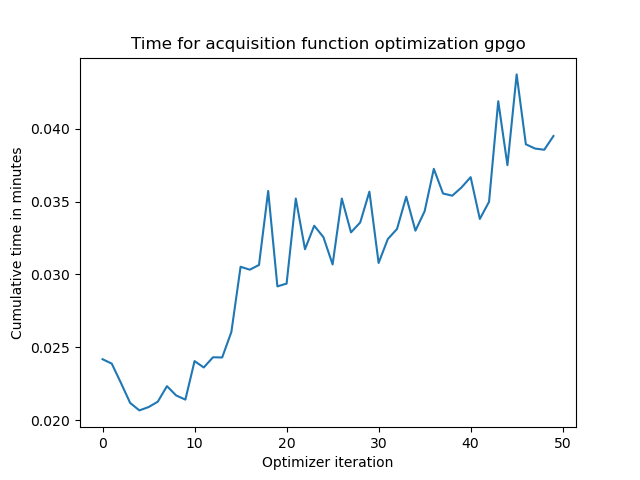 Time for acquisition function optimization gpgo
Cumulative time in minutes
0.040
0.035
0.030
0.025
0.020
0 10 20 30 40 50
Optimizer iteration